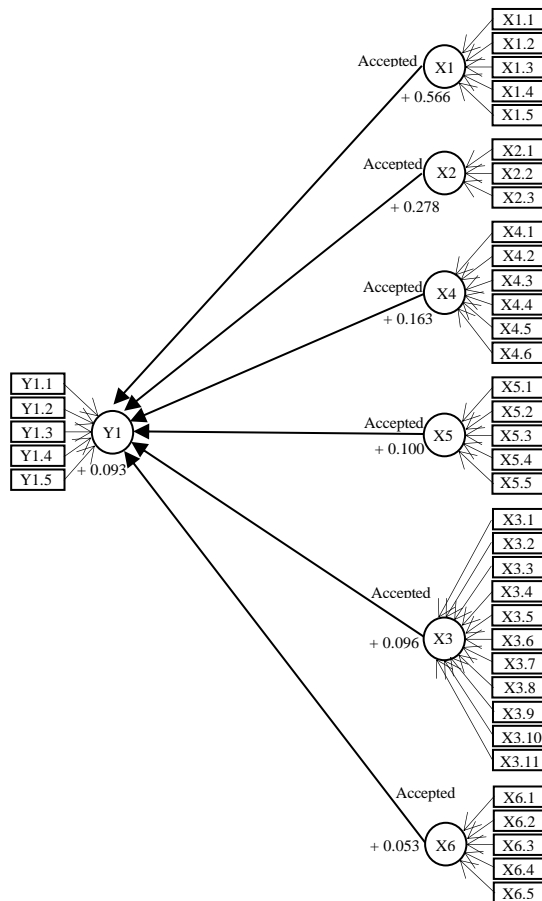 X1.1
X1.2
X1.3
X1.4
X1.5
Accepted
X1
+ 0.566
X2.1
X2.2
X2.3
Accepted
X2
+ 0.278
X4.1
X4.2
X4.3
X4.4
X4.5
X4.6
Accepted
X4
+ 0.163
Y1.1
Y1.2
Y1.3
Y1.4
Y1.5
Y1
+ 0.093
X5.1
X5.2
X5.3
X5.4
X5.5
Accepted
X5
+ 0.100
X3.1
X3.2
X3.3
X3.4
X3.5
X3.6
X3.7
X3.8
X3.9
X3.10
X3.11
Accepted
X3
+ 0.096
X6.1
X6.2
X6.3
X6.4
X6.5
Accepted
X6
+ 0.053